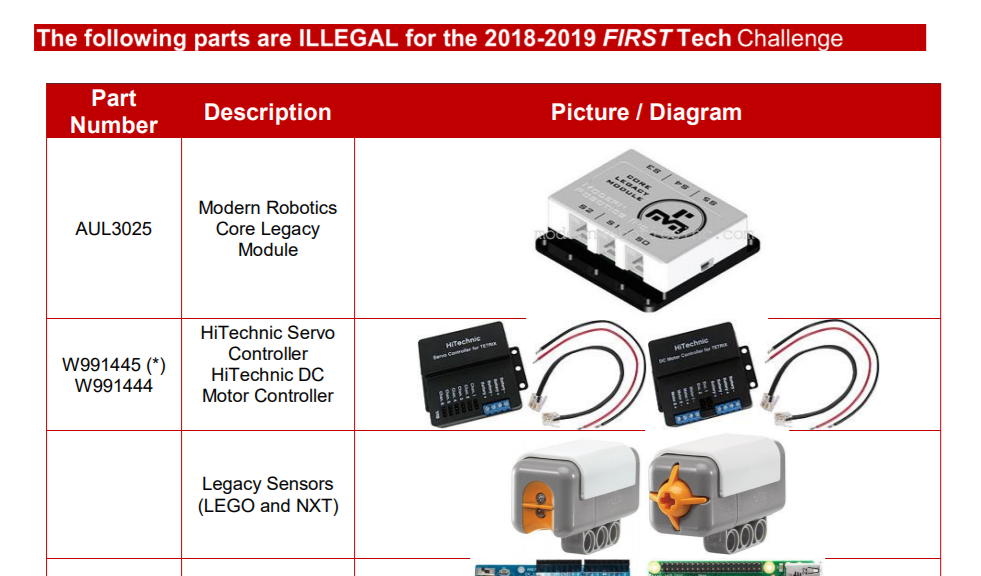 The following parts are ILLEGAL for the 2018-2019 FIRST Tech Challenge
Part
Number
Description
Picture / Diagram
AUL3025
Modern Robotics
Core Legacy
Module
S3
S4
S5
CORE
LEGACY
MODULE
MODERN
ROBOTICS
S2
S1
S0
W991445 (*)
W991444
HiTechnic Servo
Controller
HiTechnic DC
Motor Controller
HiTechnic
Servo Controller for TETRIX
HiTechnic
DC Motor Controller for TETRIX
Legacy Sensors
(LEGO and NXT)